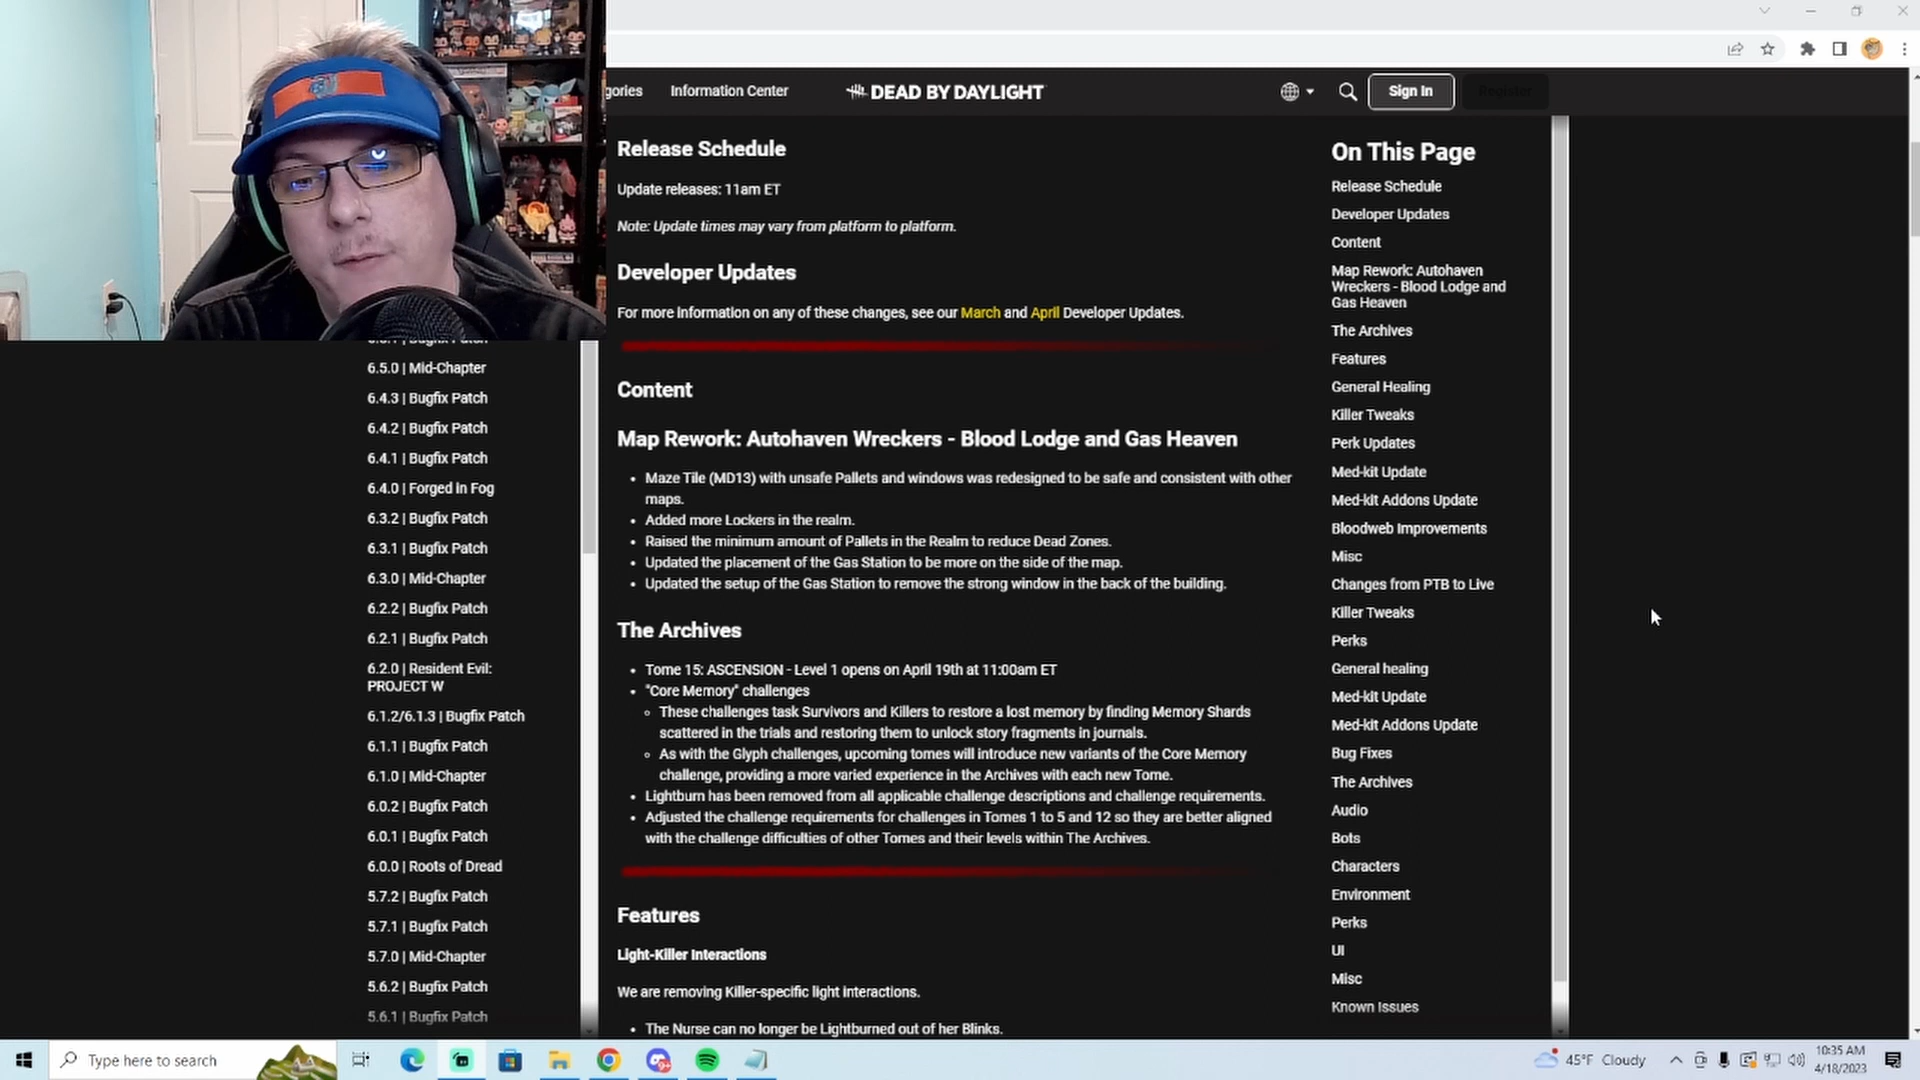 gories
Information Center
DEAD BY DAYLIGHT
Sign In
Register
6.5.0 | Mid-Chapter
6.4.3 | Bugfix Patch
6.4.2 | Bugfix Patch
6.4.1 | Bugfix Patch
6.4.0 | Forged in Fog
6.3.2 | Bugfix Patch
6.3.1 | Bugfix Patch
6.3.0 | Mid-Chapter
6.2.2 | Bugfix Patch
6.2.1 | Bugfix Patch
6.2.0 | Resident Evil:
PROJECT W
6.1.2/6.1.3 | Bugfix Patch
6.1.1 | Bugfix Patch
6.1.0 | Mid-Chapter
6.0.2 | Bugfix Patch
6.0.1 | Bugfix Patch
6.0.0 | Roots of Dread
5.7.2 | Bugfix Patch
5.7.1 | Bugfix Patch
5.7.0 | Mid-Chapter
5.6.2 | Bugfix Patch
5.6.1 | Bugfix Patch
Release Schedule
Update releases: 11am ET
Note: Update times may vary from platform to platform.
Developer Updates
For more information on any of these changes, see our March and April Developer Updates.
Content
Map Rework: Autohaven Wreckers - Blood Lodge and Gas Heaven
• Maze Tile (MD13) with unsafe Pallets and windows was redesigned to be safe and consistent with other
maps.
• Added more Lockers in the realm.
• Raised the minimum amount of Pallets in the Realm to reduce Dead Zones.
• Updated the placement of the Gas Station to be more on the side of the map.
• Updated the setup of the Gas Station to remove the strong window in the back of the building.
The Archives
• Tome 15: ASCENSION - Level 1 opens on April 19th at 11:00am ET
• "Core Memory" challenges
◦ These challenges task Survivors and Killers to restore a lost memory by finding Memory Shards
scattered in the trials and restoring them to unlock story fragments in journals.
◦ As with the Glyph challenges, upcoming tomes will introduce new variants of the Core Memory
challenge, providing a more varied experience in the Archives with each new Tome.
• Lightburn has been removed from all applicable challenge descriptions and challenge requirements.
• Adjusted the challenge requirements for challenges in Tomes 1 to 5 and 12 so they are better aligned
with the challenge difficulties of other Tomes and their levels within The Archives.
Features
Light-Killer Interactions
We are removing Killer-specific light interactions.
• The Nurse can no longer be Lightburned out of her Blinks.
On This Page
Release Schedule
Developer Updates
Content
Map Rework: Autohaven
Wreckers - Blood Lodge and
Gas Heaven
The Archives
Features
General Healing
Killer Tweaks
Perk Updates
Med-kit Update
Med-kit Addons Update
Bloodweb Improvements
Misc
Changes from PTB to Live
Killer Tweaks
Perks
General healing
Med-kit Update
Med-kit Addons Update
Bug Fixes
The Archives
Audio
Bots
Characters
Environment
Perks
UI
Misc
Known Issues
Type here to search
45°F Cloudy
10:35 AM
4/18/2023